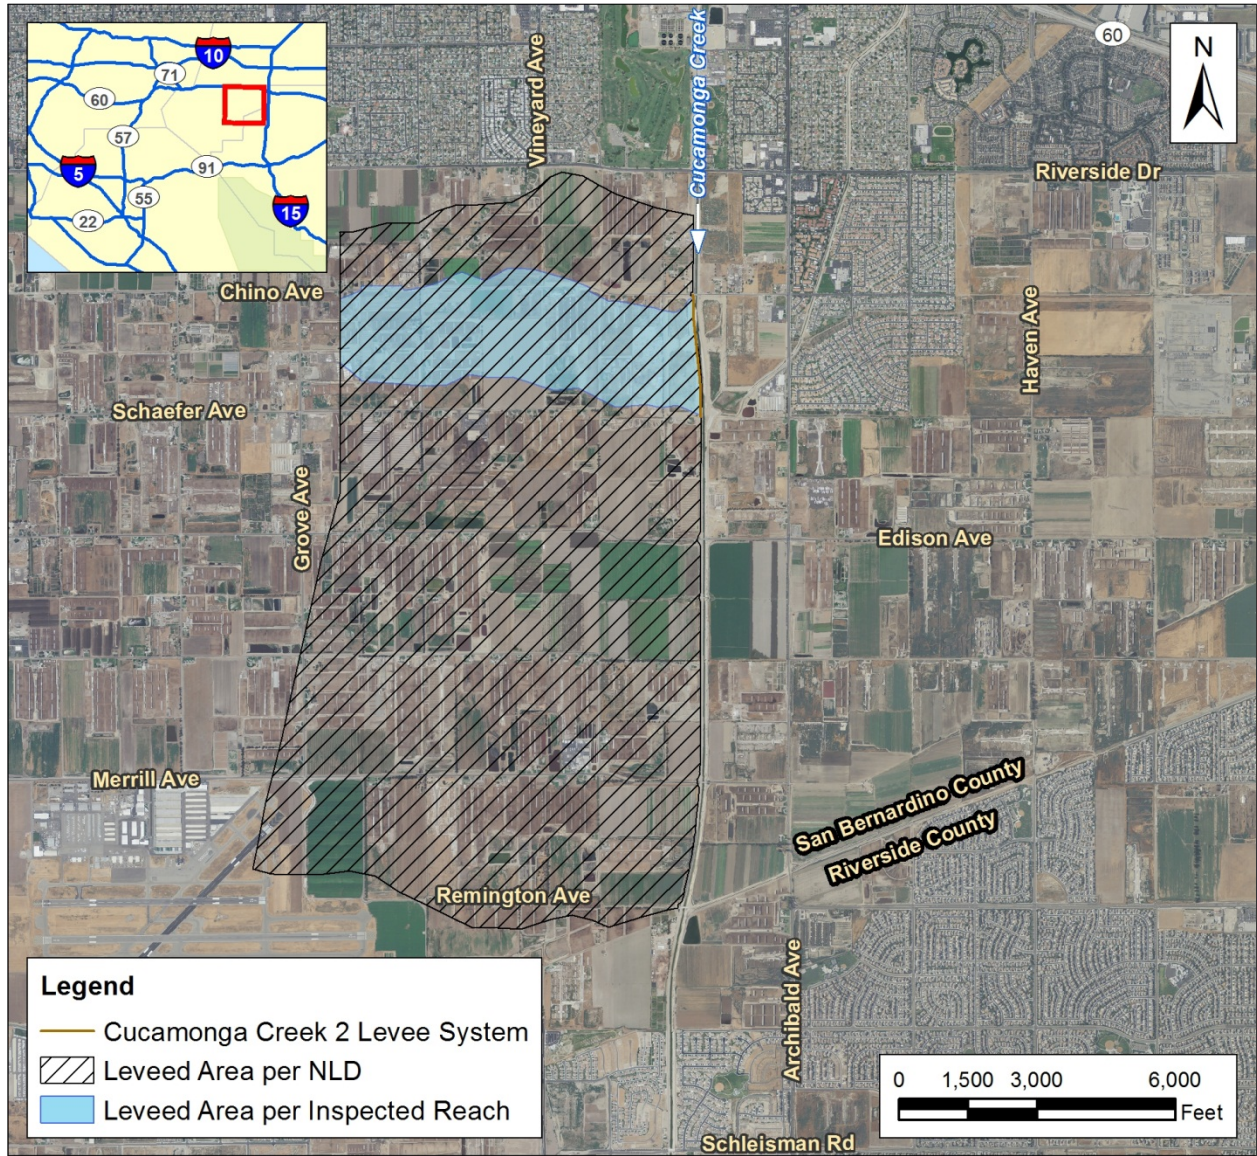 Vineyard Ave
Cucamonga Creek
60
N
10
71
60
57
5
91
55
22
15
Riverside Dr
Chino Ave
Haven Ave
Schaefer Ave
Grove Ave
Edison Ave
Merrill Ave
San Bernardino County
Riverside County
Remington Ave
Archibald Ave
Schleisman Rd
Legend
Cucamonga Creek 2 Levee System
Leveed Area per NLD
Leveed Area per Inspected Reach
0 1,500 3,000 6,000
Feet